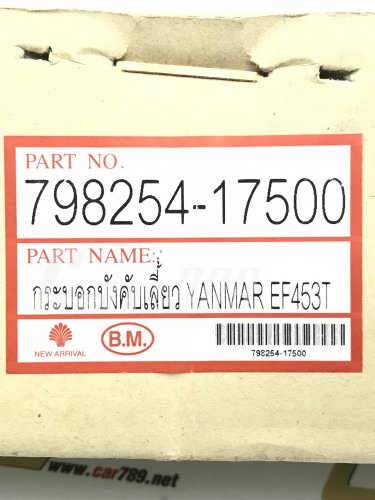 PART NO.
798254-17500
PART NAME:
กระบอกบังคับเลี้ยว YANMAR EF453T
NEW ARRIVAL
B.M.
798254-17500
www.car789.net